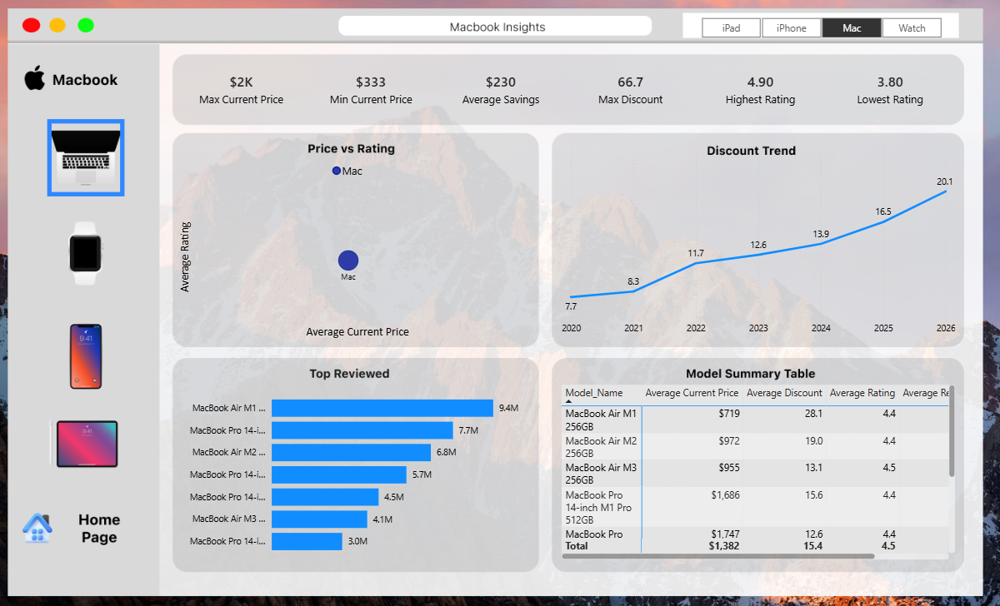 Macbook Insights
iPad
iPhone
Mac
Watch
Macbook
$2K
Max Current Price
$333
Min Current Price
$230
Average Savings
66.7
Max Discount
4.90
Highest Rating
3.80
Lowest Rating
Price vs Rating
Mac
Average Rating
Mac
Average Current Price
Discount Trend
7.7
8.3
11.7
12.6
13.9
16.5
20.1
2020 2021 2022 2023 2024 2025 2026
Top Reviewed
MacBook Air M1 ... 9.4M
MacBook Pro 14-i... 7.7M
MacBook Air M2 ... 6.8M
MacBook Pro 14-i... 5.7M
MacBook Pro 14-i... 4.5M
MacBook Air M3 ... 4.1M
MacBook Pro 14-i... 3.0M
Model Summary Table
Model_Name Average Current Price Average Discount Average Rating Average Re
MacBook Air M1 $719 28.1 4.4
256GB
MacBook Air M2 $972 19.0 4.4
256GB
MacBook Air M3 $955 13.1 4.5
256GB
MacBook Pro $1,686 15.6 4.4
14-inch M1 Pro
512GB
MacBook Pro $1,747 12.6 4.4
Total $1,382 15.4 4.5
Home
Page